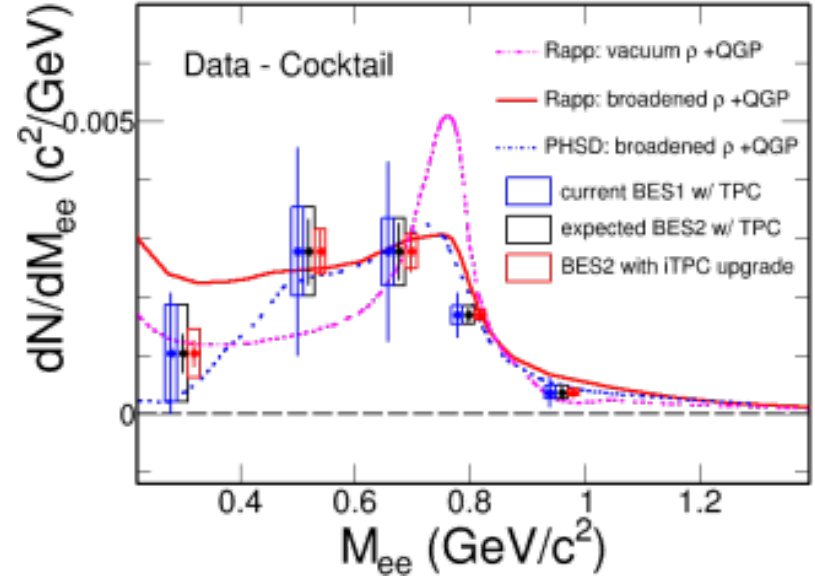 Data - Cocktail
Rapp: vacuum ρ +QGP
Rapp: broadened ρ +QGP
PHSD: broadened ρ +QGP
current BES1 w/ TPC
expected BES2 w/ TPC
BES2 with iTPC upgrade
dN/dM_ee (c²/GeV)
0.005
0
0.4 0.6 0.8 1 1.2
M_ee (GeV/c²)